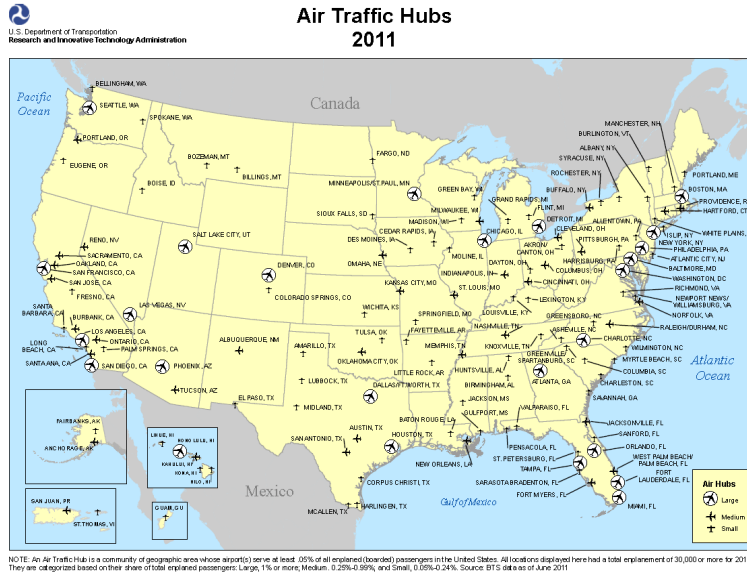 Air Traffic Hubs
2011
U.S. Department of Transportation
Research and Innovative Technology Administration
Pacific
Ocean
Canada
BELLINGHAM, WA
SEATTLE, WA
SPOKANE, WA
PORTLAND, OR
EUGENE, OR
BOISE, ID
BOZEMAN, MT
BILLINGS, MT
FARGO, ND
MINNEAPOLIS/ST.PAUL, MN
SIOUX FALLS, SD
GREEN BAY, WI
MILWAUKEE, WI
MADISON, WI
CEDAR RAPIDS, IA
DES MOINES, IA
OMAHA, NE
MOLINE, IL
CHICAGO, IL
GRAND RAPIDS, MI
FLINT, MI
DETROIT, MI
CLEVELAND, OH
AKRON/
CANTON, OH
DAYTON, OH
INDIANAPOLIS, IN
COLUMBUS, OH
CINCINNATI, OH
PITTSBURGH, PA
HARRISBURG, PA
ALLENTOWN, PA
MANCHESTER, NH
BURLINGTON, VT
ALBANY, NY
SYRACUSE, NY
ROCHESTER, NY
BUFFALO, NY
PORTLAND, ME
BOSTON, MA
PROVIDENCE, R
HARTFORD, CT
WHITE PLAINS,
ISLIP, NY
NEW YORK, NY
PHILADELPHIA, PA
ATLANTIC CITY, NJ
BALTIMORE, MD
WASHINGTON, DC
RICHMOND, VA
NEWPORT NEWS/
WILLIAMSBURG, VA
NORFOLK, VA
RALEIGH/DURHAM, NC
RENO, NV
SACRAMENTO, CA
OAKLAND, CA
SAN FRANCISCO, CA
SAN JOSE, CA
FRESNO, CA
SANTA
BARBARA, CA
BURBANK, CA
LOS ANGELES, CA
LONG
BEACH, CA
ONTARIO, CA
PALM SPRINGS, CA
SANTA ANA, CA
SAN DIEGO, CA
LAS VEGAS, NV
SALT LAKE CITY, UT
DENVER, CO
COLORADO SPRINGS, CO
PHOENIX, AZ
TUCSON, AZ
ALBUQUERQUE, NM
EL PASO, TX
AMARILLO, TX
LUBBOCK, TX
MIDLAND, TX
DALLAS/FT.WORTH, TX
AUSTIN, TX
SAN ANTONIO, TX
HOUSTON, TX
CORPUS CHRISTI, TX
MCALLEN, TX
HARLINGEN, TX
KANSAS CITY, MO
WICHITA, KS
TULSA, OK
OKLAHOMA CITY, OK
ST. LOUIS, MO
SPRINGFIELD, MO
FAYETTEVILLE, AR
LITTLE ROCK, AR
MEMPHIS, TN
LOUISVILLE, KY
LEXINGTON, KY
NASHVILLE, TN
KNOXVILLE, TN
GREENSBORO, NC
ASHEVILLE, NC
CHARLOTTE, NC
WILMINGTON, NC
GREENVILLE/
SPARTANBURG, SC
MYRTLE BEACH, SC
COLUMBIA, SC
CHARLESTON, SC
SAVANNAH, GA
ATLANTA, GA
HUNTSVILLE, AL
BIRMINGHAM, AL
JACKSON, MS
GULFPORT, MS
BATON ROUGE, LA
NEW ORLEANS, LA
VALPARAISO, FL
PENSACOLA, FL
JACKSONVILLE, FL
SANFORD, FL
ORLANDO, FL
ST. PETERSBURG, FL
TAMPA, FL
SARASOTA/BRADENTON, FL
FORT MYERS, FL
WEST PALM BEACH/
PALM BEACH, FL
FORT
LAUDERDALE, FL
MIAMI, FL
Atlantic
Ocean
Gulf of Mexico
Mexico
FAIRBANKS, AK
ANCHORAGE, AK
LIHUE, HI
HONOLULU, HI
KAHULUI, HI
KONA, HI
HILO, HI
SAN JUAN, PR
ST. THOMAS, VI
GUAM, GU
Air Hubs
Large
Medium
Small
NOTE: An Air Traffic Hub is a community of geographic area whose airport(s) serve at least .05% of all enplaned (boarded) passengers in the United States. All locations displayed here had a total enplanement of 30,000 or more for 201
They are categorized based on their share of total enplaned passengers: Large, 1% or more; Medium. 0.25%-0.99%; and Small, 0.05%-0.24%. Source: BTS data as of June 2011